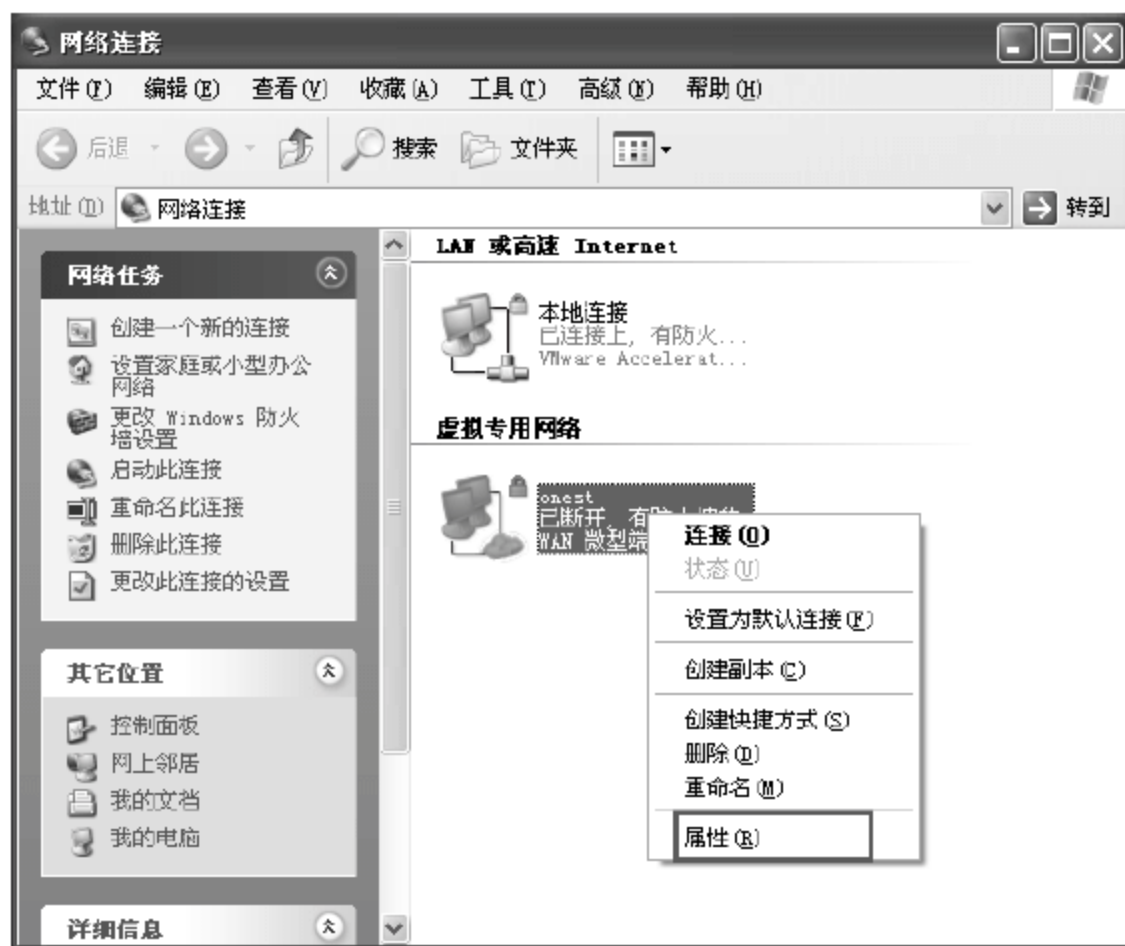 网络连接
文件(F) 编辑(E) 查看(V) 收藏(A) 工具(T) 高级(N) 帮助(H)
后退 搜索 文件夹
地址(D) 网络连接 转到
网络任务
创建一个新的连接
设置家庭或小型办公
网络
更改 Windows 防火
墙设置
启动此连接
重命名此连接
删除此连接
更改此连接的设置
其它位置
控制面板
网上邻居
我的文档
我的电脑
详细信息
LAN 或高速 Internet
本地连接
已连接上, 有防火...
VMware Accelerat...
虚拟专用网络
onest
已断开, 有
WAN 微型端
连接(O)
状态(U)
设置为默认连接(F)
创建副本(C)
创建快捷方式(S)
删除(D)
重命名(M)
属性(R)